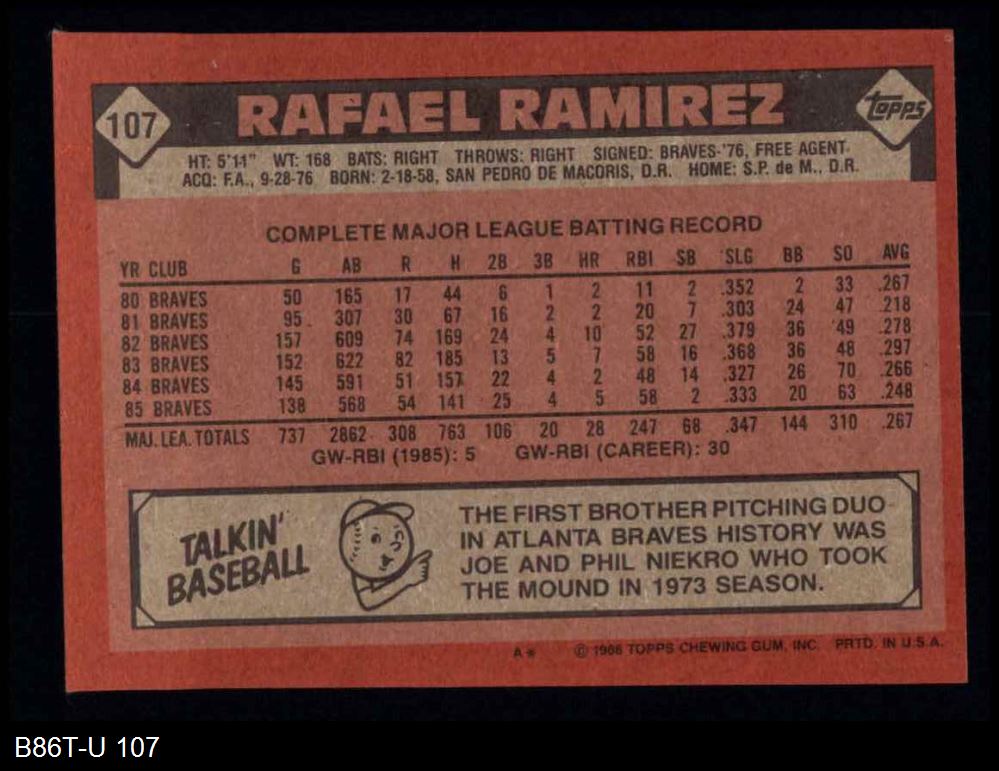 107 RAFAEL RAMIREZ topps
HT: 5'11" WT: 168 BATS: RIGHT THROWS: RIGHT SIGNED: BRAVES-'76, FREE AGENT
ACQ: F.A., 9-28-76 BORN: 2-18-58, SAN PEDRO DE MACORIS, D.R. HOME: S.P. de M., D.R.
COMPLETE MAJOR LEAGUE BATTING RECORD
YR CLUB G AB R H 2B 3B HR RBI SB SLG BB SO AVG
80 BRAVES 50 165 17 44 6 1 2 11 2 .352 2 33 .267
81 BRAVES 95 307 30 67 16 2 2 20 7 .303 24 47 .218
82 BRAVES 157 609 74 169 24 4 10 52 27 .379 36 49 .278
83 BRAVES 152 622 82 185 13 5 7 58 16 .368 36 48 .297
84 BRAVES 145 591 51 157 22 4 2 48 14 .327 26 70 .266
85 BRAVES 138 568 54 141 25 4 5 58 2 .333 20 63 .248
MAJ. LEA. TOTALS 737 2862 308 763 106 20 28 247 68 .347 144 310 .267
GW-RBI (1985): 5 GW-RBI (CAREER): 30
TALKIN'
BASEBALL
THE FIRST BROTHER PITCHING DUO
IN ATLANTA BRAVES HISTORY WAS
JOE AND PHIL NIEKRO WHO TOOK
THE MOUND IN 1973 SEASON.
A* © 1986 TOPPS CHEWING GUM, INC. PRTD. IN U.S.A.
B86T-U 107